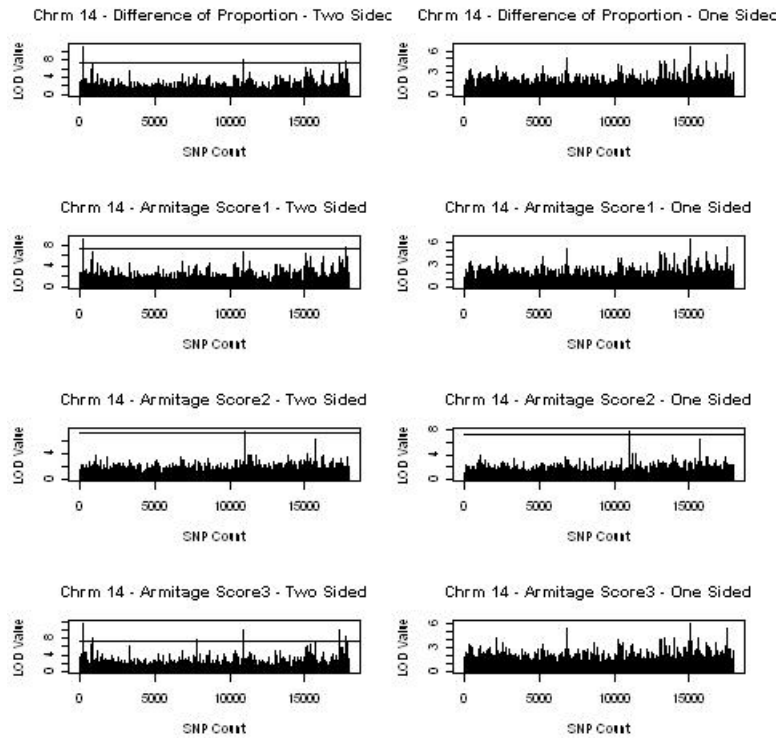 Chrm 14 - Difference of Proportion - Two Sided
Chrm 14 - Difference of Proportion - One Sided
LOD Value
0 4 8
0 5000 10000 15000
SNP Count
LOD Value
0 3 6
0 5000 10000 15000
SNP Count
Chrm 14 - Armitage Score1 - Two Sided
Chrm 14 - Armitage Score1 - One Sided
LOD Value
0 4 8
0 5000 10000 15000
SNP Count
LOD Value
0 3 6
0 5000 10000 15000
SNP Count
Chrm 14 - Armitage Score2 - Two Sided
Chrm 14 - Armitage Score2 - One Sided
LOD Value
0 4
0 5000 10000 15000
SNP Count
LOD Value
0 4 8
0 5000 10000 15000
SNP Count
Chrm 14 - Armitage Score3 - Two Sided
Chrm 14 - Armitage Score3 - One Sided
LOD Value
0 4 8
0 5000 10000 15000
SNP Count
LOD Value
0 3 6
0 5000 10000 15000
SNP Count